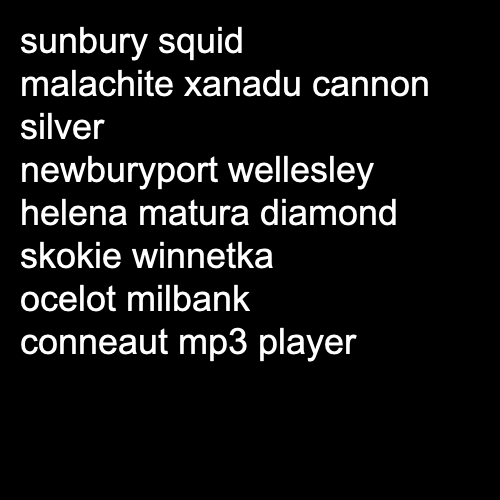 sunbury squid
malachite xanadu cannon
silver
newburyport wellesley
helena matura diamond
skokie winnetka
ocelot milbank
conneaut mp3 player